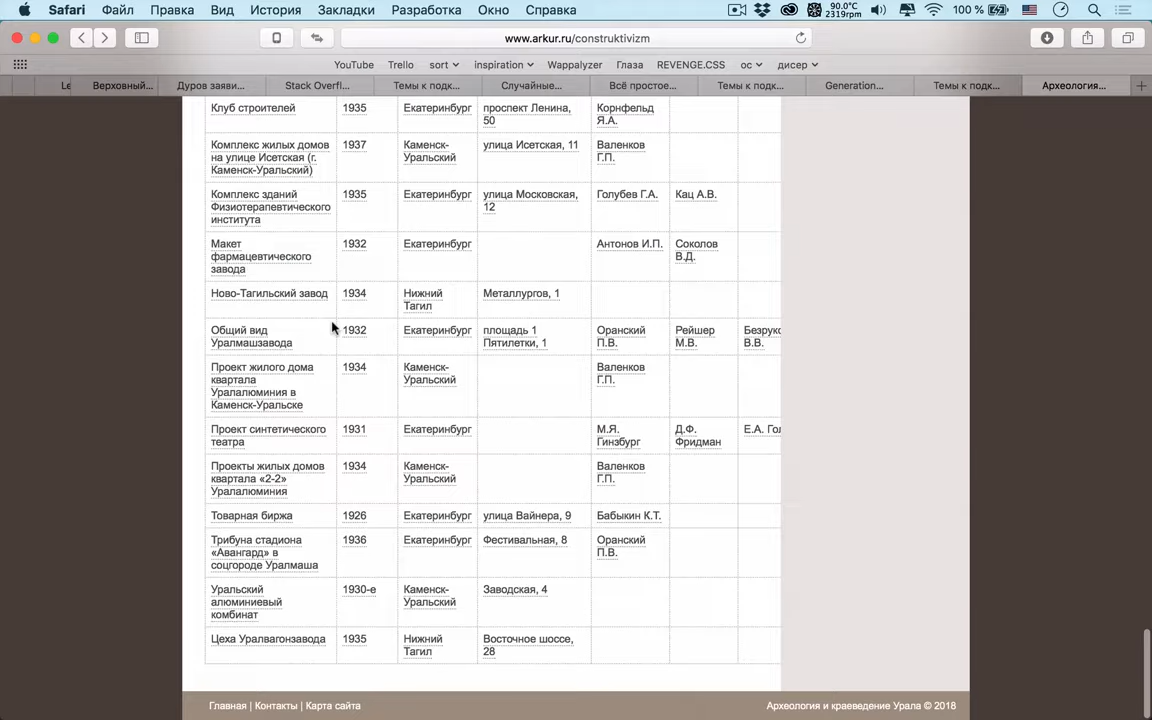 Safari Файл Правка Вид История Закладки Разработка Окно Справка 90.0°C 2319rpm 100 %
www.arkur.ru/construktivizm
YouTube Trello sort inspiration Wappalyzer Глаза REVENGE.CSS ос дисер
Le Верховный... Дуров заяви... Stack Overfl... Темы к подк... Случайные... Всё простое... Темы к подк... Generation... Темы к подк... Археология...
Клуб строителей 1935 Екатеринбург проспект Ленина, Корнфельд
50 Я.А.
Комплекс жилых домов 1937 Каменск- улица Исетская, 11 Валенков
на улице Исетская (г. Уральский Г.П.
Каменск-Уральский)
Комплекс зданий 1935 Екатеринбург улица Московская, Голубев Г.А. Кац А.В.
Физиотерапевтического 12
института
Макет 1932 Екатеринбург Антонов И.П. Соколов
фармацевтического В.Д.
завода
Ново-Тагильский завод 1934 Нижний Металлургов, 1
Тагил
Общий вид 1932 Екатеринбург площадь 1 Оранский Рейшер Безрукс
Уралмашзавода Пятилетки, 1 П.В. М.В. В.В.
Проект жилого дома 1934 Каменск- Валенков
квартала Уральский Г.П.
Уралалюминия в
Каменск-Уральске
Проект синтетического 1931 Екатеринбург М.Я. Д.Ф. Е.А. Гол
театра Гинзбург Фридман
Проекты жилых домов 1934 Каменск- Валенков
квартала «2-2» Уральский Г.П.
Уралалюминия
Товарная биржа 1926 Екатеринбург улица Вайнера, 9 Бабыкин К.Т.
Трибуна стадиона 1936 Екатеринбург Фестивальная, 8 Оранский
«Авангард» в П.В.
соцгороде Уралмаша
Уральский 1930-е Каменск- Заводская, 4
алюминиевый Уральский
комбинат
Цеха Уралвагонзавода 1935 Нижний Восточное шоссе,
Тагил 28
Главная | Контакты | Карта сайта Археология и краеведение Урала © 2018